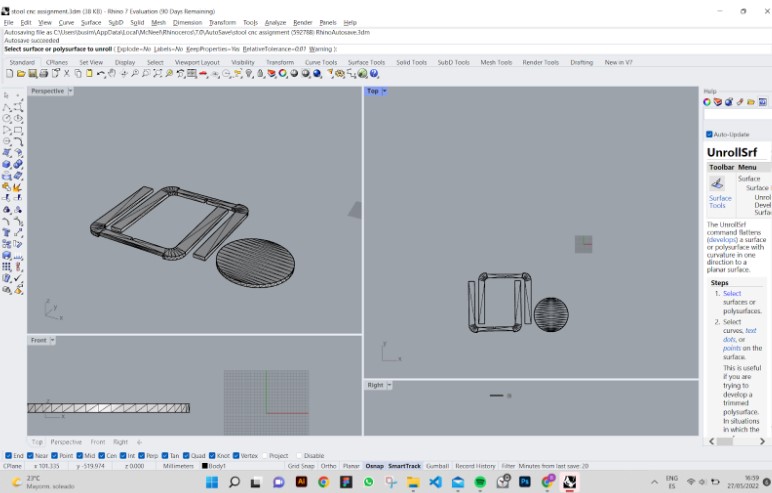 stool cnc assignment.3dm (38 KB) - Rhino 7 Evaluation (90 Days Remaining)
File Edit View Curve Surface SubD Solid Mesh Dimension Transform Tools Analyze Render Panels Help
Autosaving file as C:\Users\busim\AppData\Local\McNeel\Rhinoceros\7.0\AutoSave\stool cnc assignment (592788) RhinoAutosave.3dm
Autosave succeeded
Select surface or polysurface to unroll ( Explode=No Labels=No KeepProperties=Yes RelativeTolerance=0.01 Warning ):
Standard CPlanes Set View Display Select Viewport Layout Visibility Transform Curve Tools Surface Tools Solid Tools SubD Tools Mesh Tools Render Tools Drafting New in V7
Perspective
Top
Help
Auto-Update
UnrollSrf
Toolbar Menu
Surface
Surface
Surface Unrol
Tools Devel
Surfa
The UnrollSrf
command flattens
(develops) a surface
or polysurface with
curvature in one
direction to a
planar surface.
Steps
1. Select
surfaces or
polysurfaces.
2. Select
curves, text
dots, or
points on the
surface.
This is useful
if you are
trying to
develop a
trimmed
polysurface.
In situations
in which the
z
y
x
y
x
Front
Right
x
Top Perspective Front Right
End Near Point Mid Cen Int Perp Tan Quad Knot Vertex Project Disable
CPlane x 101.335 y -519.974 z 0.000 Millimeters Body1 Grid Snap Ortho Planar Osnap SmartTrack Gumball Record History Filter Minutes from last save: 20
23°C
Mayorm. soleado
Ai
Ps
ENG
ES
16:59
27/05/2022